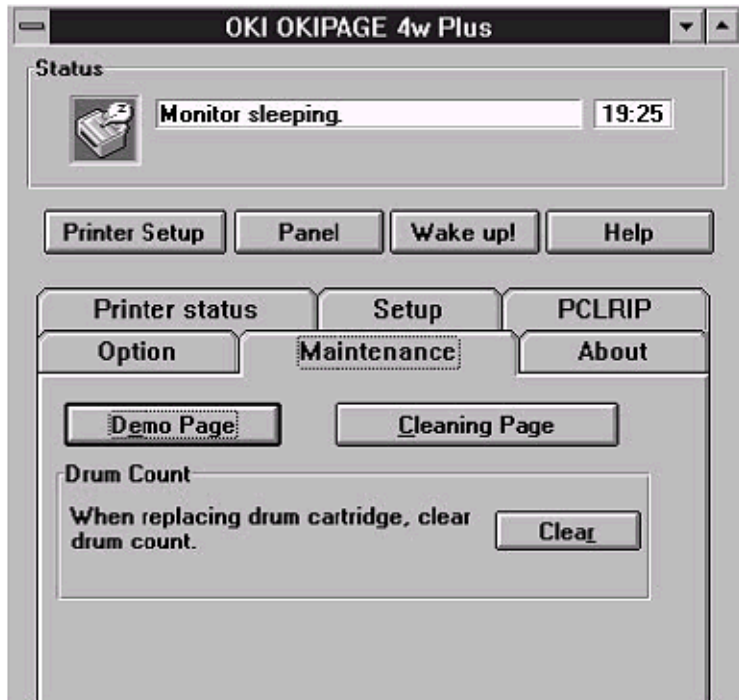 OKI OKIPAGE 4w Plus
Status
Monitor sleeping.
19:25
Printer Setup
Panel
Wake up!
Help
Printer status
Setup
PCLRIP
Option
Maintenance
About
Demo Page
Cleaning Page
Drum Count
When replacing drum cartridge, clear
drum count.
Clear